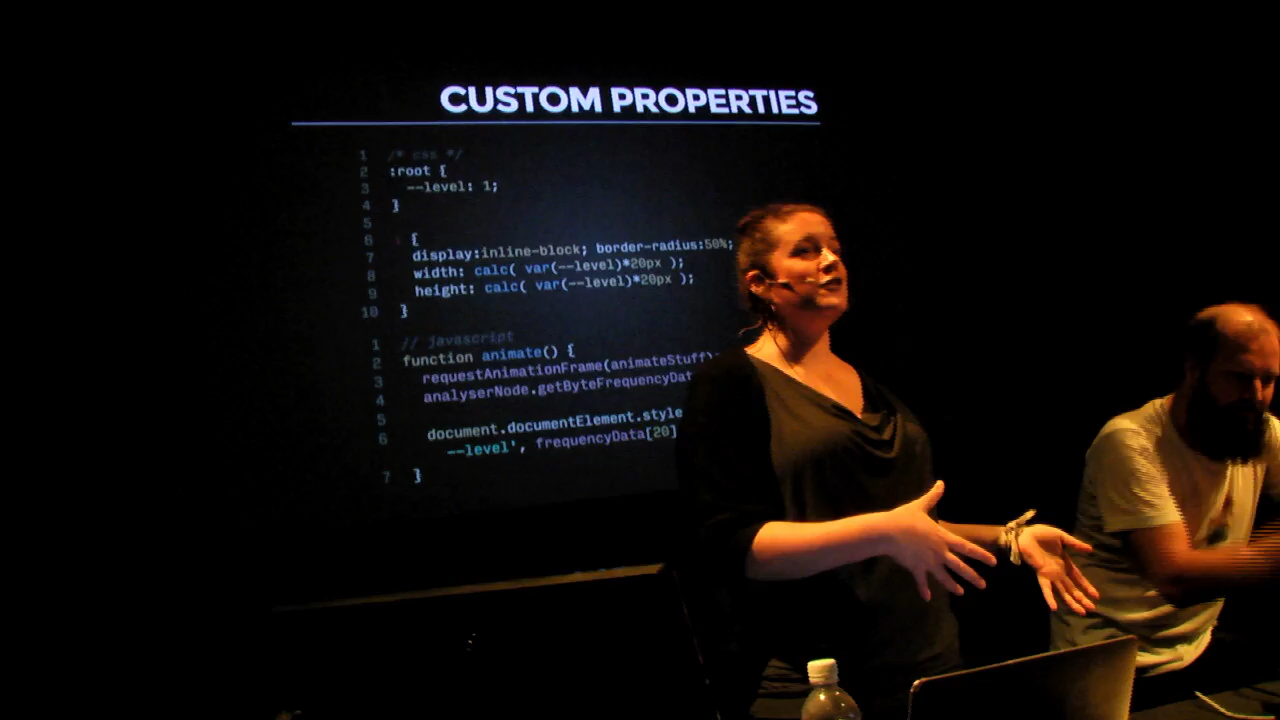 CUSTOM PROPERTIES
1 /* css */
2 :root {
3 --level: 1;
4 }
5
6 {
7 display:inline-block; border-radius:50%;
8 width: calc( var(--level)*20px );
9 height: calc( var(--level)*20px );
10 }
1 // javascript
2 function animate() {
3 requestAnimationFrame(animateStuff);
4 analyserNode.getByteFrequencyDat
5 document.documentElement.style
6 --level', frequencyData[20]
7 }